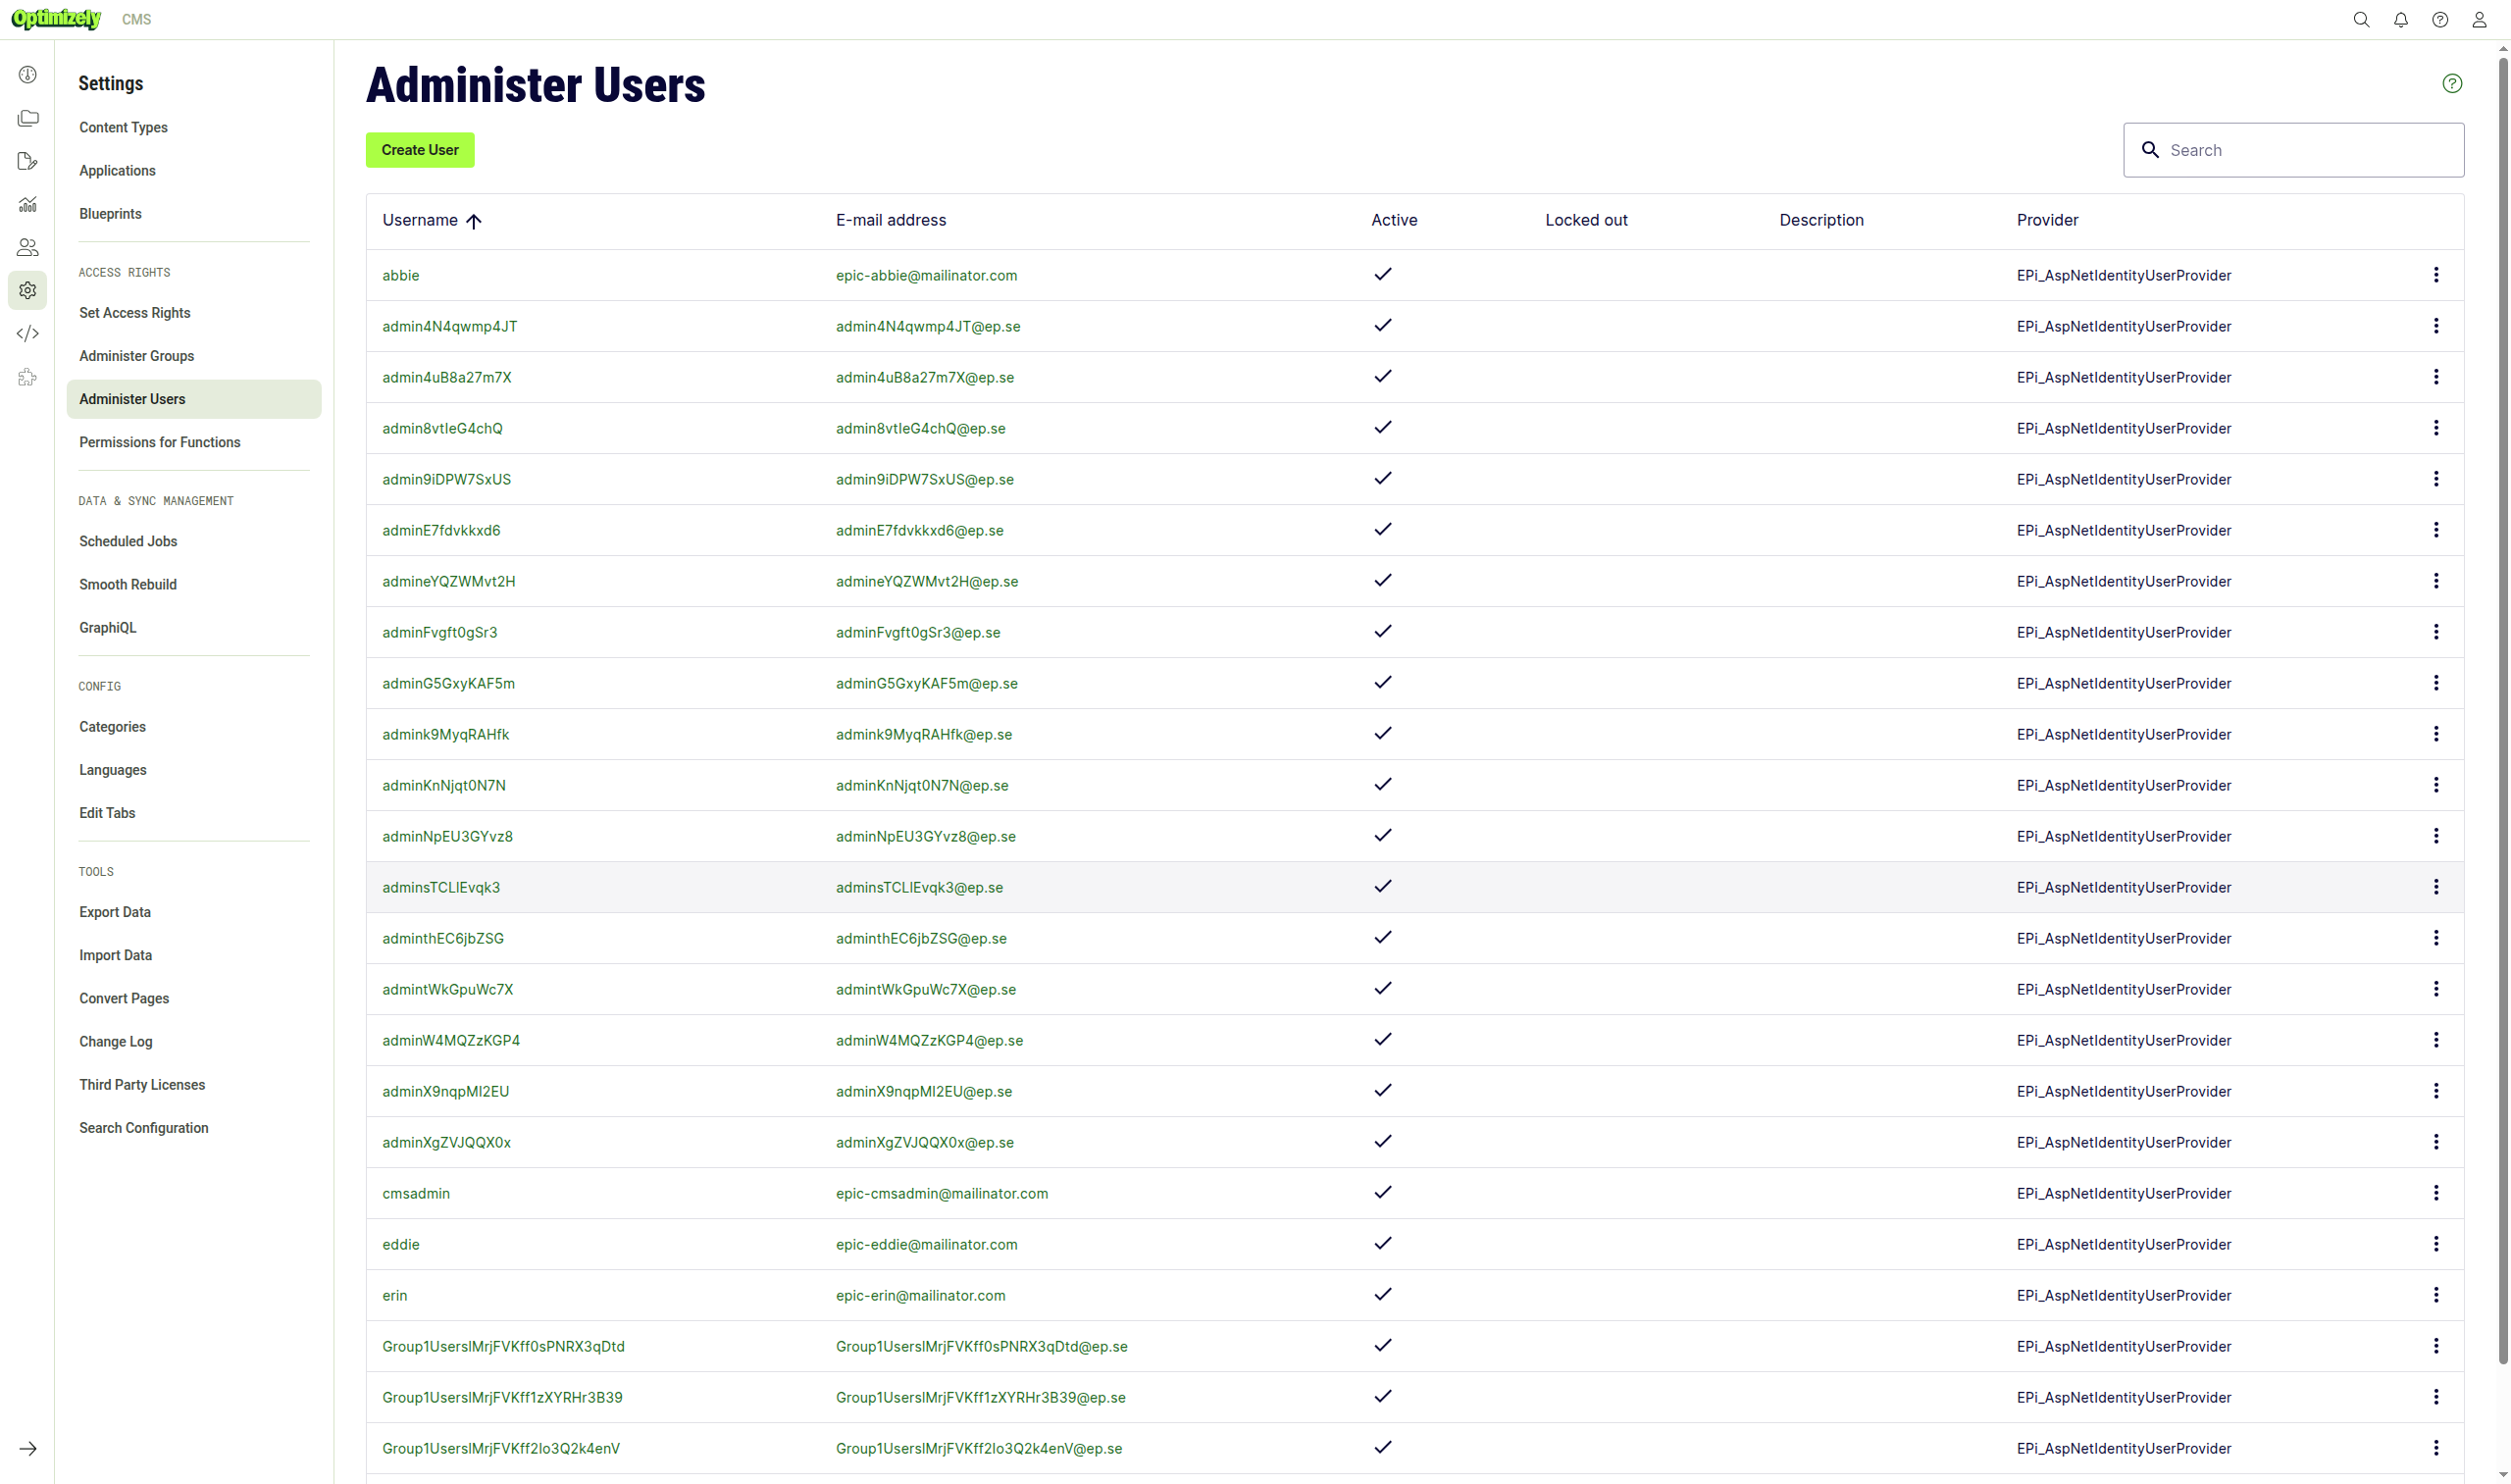 Optimizely CMS
Settings
Content Types
Applications
Blueprints
ACCESS RIGHTS
Set Access Rights
Administer Groups
Administer Users
Permissions for Functions
DATA & SYNC MANAGEMENT
Scheduled Jobs
Smooth Rebuild
GraphiQL
CONFIG
Categories
Languages
Edit Tabs
TOOLS
Export Data
Import Data
Convert Pages
Change Log
Third Party Licenses
Search Configuration
Administer Users
Create User
Search
Username E-mail address Active Locked out Description Provider
abbie epic-abbie@mailinator.com EPi_AspNetIdentityUserProvider
admin4N4qwmp4JT admin4N4qwmp4JT@ep.se EPi_AspNetIdentityUserProvider
admin4uB8a27m7X admin4uB8a27m7X@ep.se EPi_AspNetIdentityUserProvider
admin8vtIeG4chQ admin8vtIeG4chQ@ep.se EPi_AspNetIdentityUserProvider
admin9iDPW7SxUS admin9iDPW7SxUS@ep.se EPi_AspNetIdentityUserProvider
adminE7fdvkkxd6 adminE7fdvkkxd6@ep.se EPi_AspNetIdentityUserProvider
admineYQZWMvt2H admineYQZWMvt2H@ep.se EPi_AspNetIdentityUserProvider
adminFvgft0gSr3 adminFvgft0gSr3@ep.se EPi_AspNetIdentityUserProvider
adminG5GxyKAF5m adminG5GxyKAF5m@ep.se EPi_AspNetIdentityUserProvider
admink9MyqRAHfk admink9MyqRAHfk@ep.se EPi_AspNetIdentityUserProvider
adminKnNjqt0N7N adminKnNjqt0N7N@ep.se EPi_AspNetIdentityUserProvider
adminNpEU3GYvz8 adminNpEU3GYvz8@ep.se EPi_AspNetIdentityUserProvider
adminsTCLIEvqk3 adminsTCLIEvqk3@ep.se EPi_AspNetIdentityUserProvider
adminthEC6jbZSG adminthEC6jbZSG@ep.se EPi_AspNetIdentityUserProvider
admintWkGpuWc7X admintWkGpuWc7X@ep.se EPi_AspNetIdentityUserProvider
adminW4MQZzKGP4 adminW4MQZzKGP4@ep.se EPi_AspNetIdentityUserProvider
adminX9nqpMI2EU adminX9nqpMI2EU@ep.se EPi_AspNetIdentityUserProvider
adminXgZVJQQX0x adminXgZVJQQX0x@ep.se EPi_AspNetIdentityUserProvider
cmsadmin epic-cmsadmin@mailinator.com EPi_AspNetIdentityUserProvider
eddie epic-eddie@mailinator.com EPi_AspNetIdentityUserProvider
erin epic-erin@mailinator.com EPi_AspNetIdentityUserProvider
Group1UsersIMrjFVKff0sPNRX3qDtd Group1UsersIMrjFVKff0sPNRX3qDtd@ep.se EPi_AspNetIdentityUserProvider
Group1UsersIMrjFVKff1zXYRHr3B39 Group1UsersIMrjFVKff1zXYRHr3B39@ep.se EPi_AspNetIdentityUserProvider
Group1UsersIMrjFVKff2Io3Q2k4enV Group1UsersIMrjFVKff2Io3Q2k4enV@ep.se EPi_AspNetIdentityUserProvider